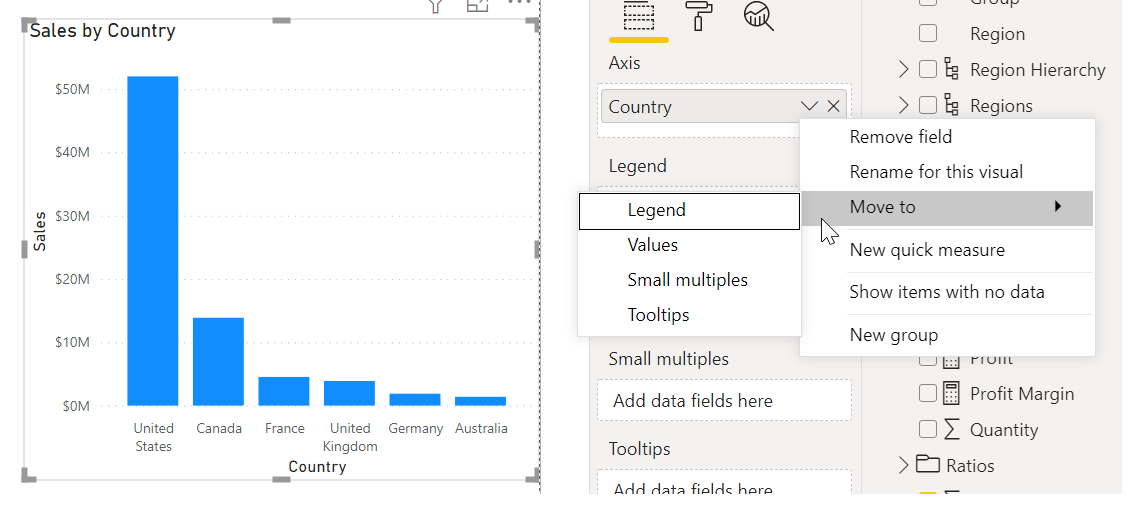 Sales by Country
$50M
$40M
$30M
$20M
$10M
$0M
Sales
United States
Canada
France
United Kingdom
Germany
Australia
Country
Axis
Country
Legend
Small multiples
Add data fields here
Tooltips
Add data fields here
Remove field
Rename for this visual
Move to
New quick measure
Show items with no data
New group
Legend
Values
Small multiples
Tooltips
Group
Region
Region Hierarchy
Regions
Profit
Profit Margin
Quantity
Ratios